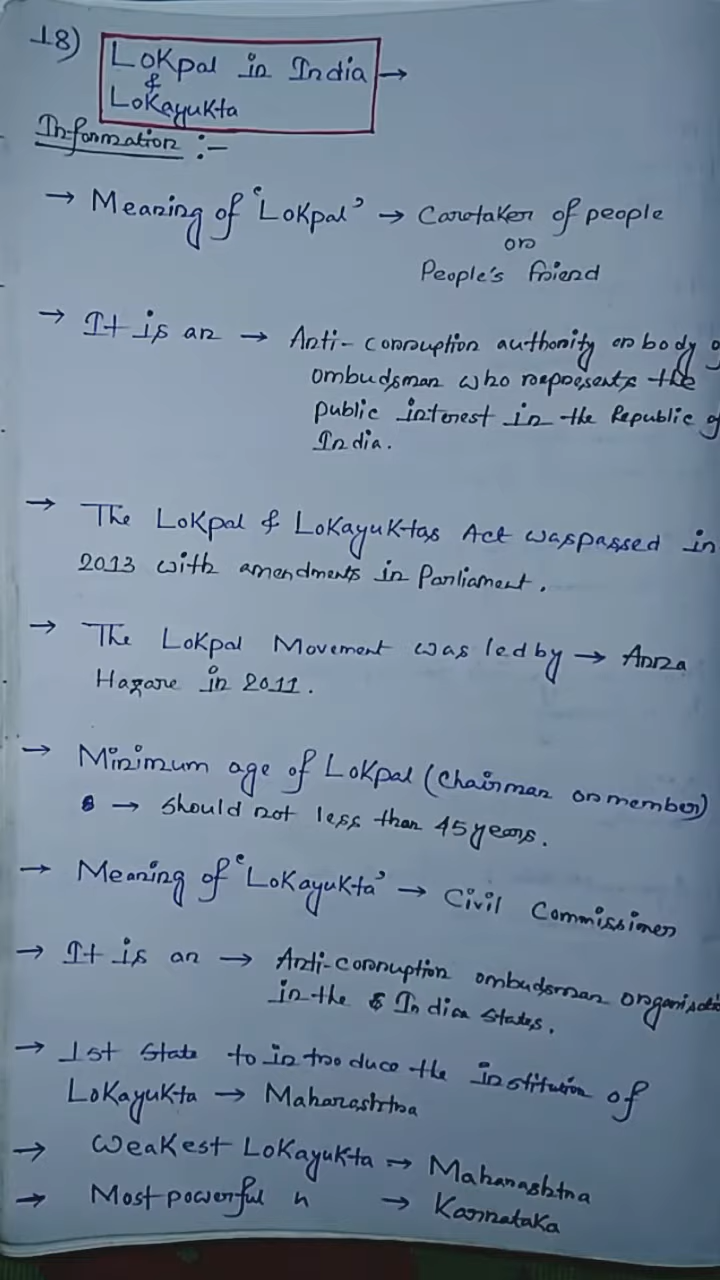 18) Lokpal in India →
&
Lokayukta
Information :-
→ Meaning of 'Lokpal' → Caretaker of people
or
People's friend
→ It is an → Anti-corruption authority or body of
ombudsman who represents the
public interest in the Republic of
India.
→ The Lokpal & Lokayuktas Act was passed in
2013 with amendments in Parliament.
→ The Lokpal Movement was led by → Anna
Hazare in 2011.
→ Minimum age of Lokpal (Chairman or member)
→ should not less than 45 years.
→ Meaning of 'Lokayukta' → Civil Commissioner
→ It is an → Anti-corruption ombudsman organisati
in the Indian states.
→ 1st state to introduce the institution of
Lokayukta → Maharashtra
→ Weakest Lokayukta → Maharashtra
→ Most powerful " → Karnataka